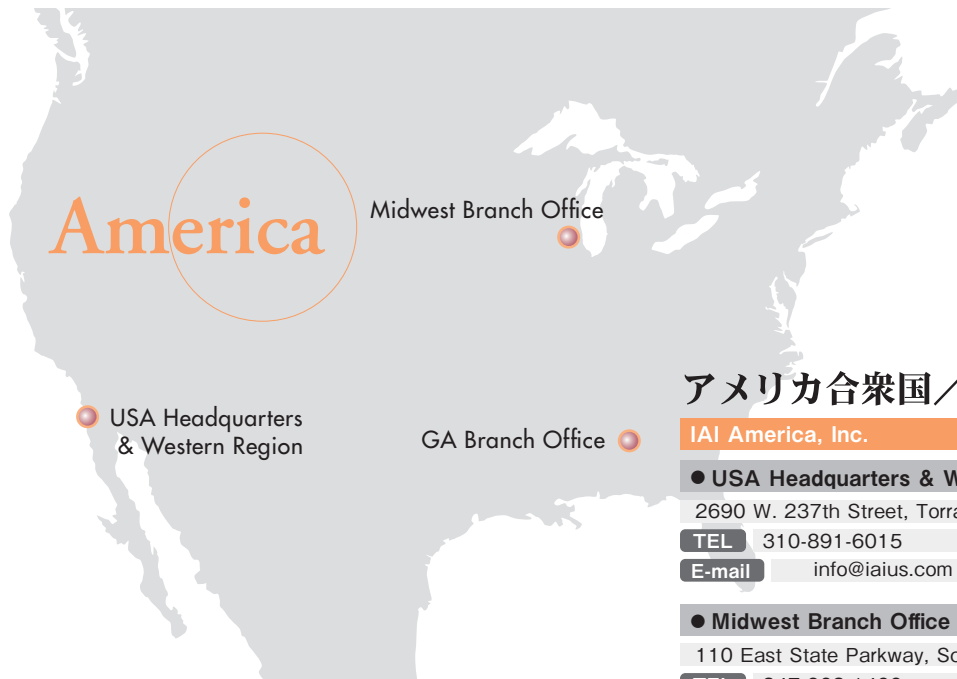 America
Midwest Branch Office
USA Headquarters
& Western Region
GA Branch Office
アメリカ合衆国／
IAI America, Inc.
● USA Headquarters & W
2690 W. 237th Street, Torra
TEL 310-891-6015
E-mail info@iaius.com
● Midwest Branch Office
110 East State Parkway, Sc